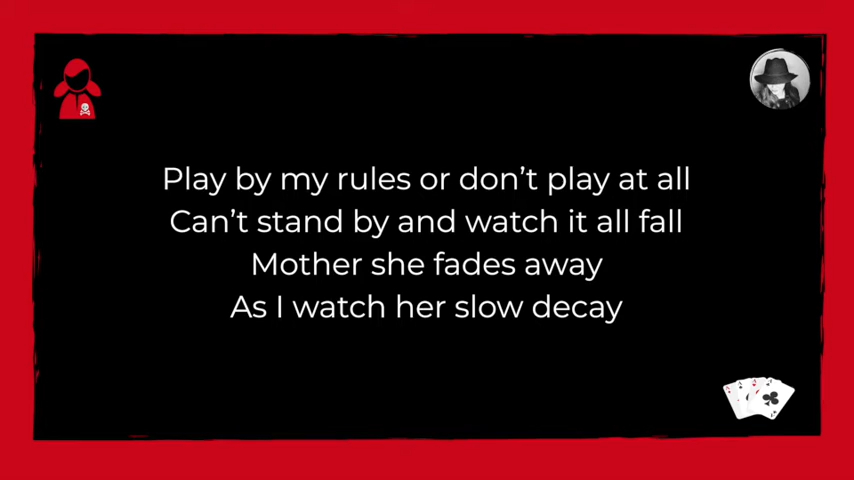 Play by my rules or don’t play at all
Can’t stand by and watch it all fall
Mother she fades away
As I watch her slow decay